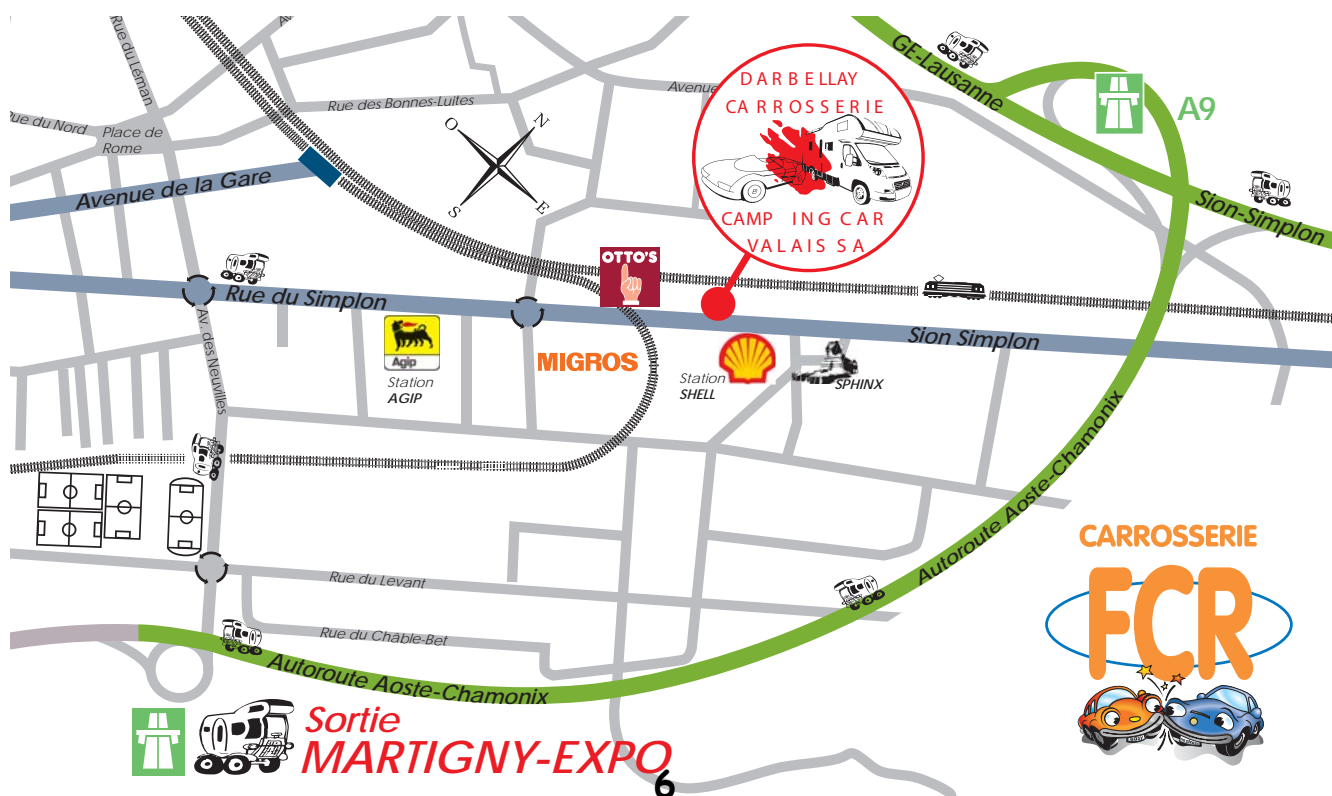 GE-Lausanne
A9
DARBELLAY
CARROSSERIE
CAMP ING CAR
VALAIS SA
Avenue
Rue du Léman
Rue des Bonnes-Luites
Rue du Nord
Place de
Rome
Avenue de la Gare
O
N
S
E
Sion-Simplon
OTTO'S
Rue du Simplon
Sion Simplon
Av. des Neuvilles
Agip
Station
AGIP
MIGROS
Station
SHELL
SPHINX
Autoroute Aoste-Chamonix
CARROSSERIE
FCR
Rue du Levant
Rue du Châble-Bet
Autoroute Aoste-Chamonix
Sortie
MARTIGNY-EXPO
6